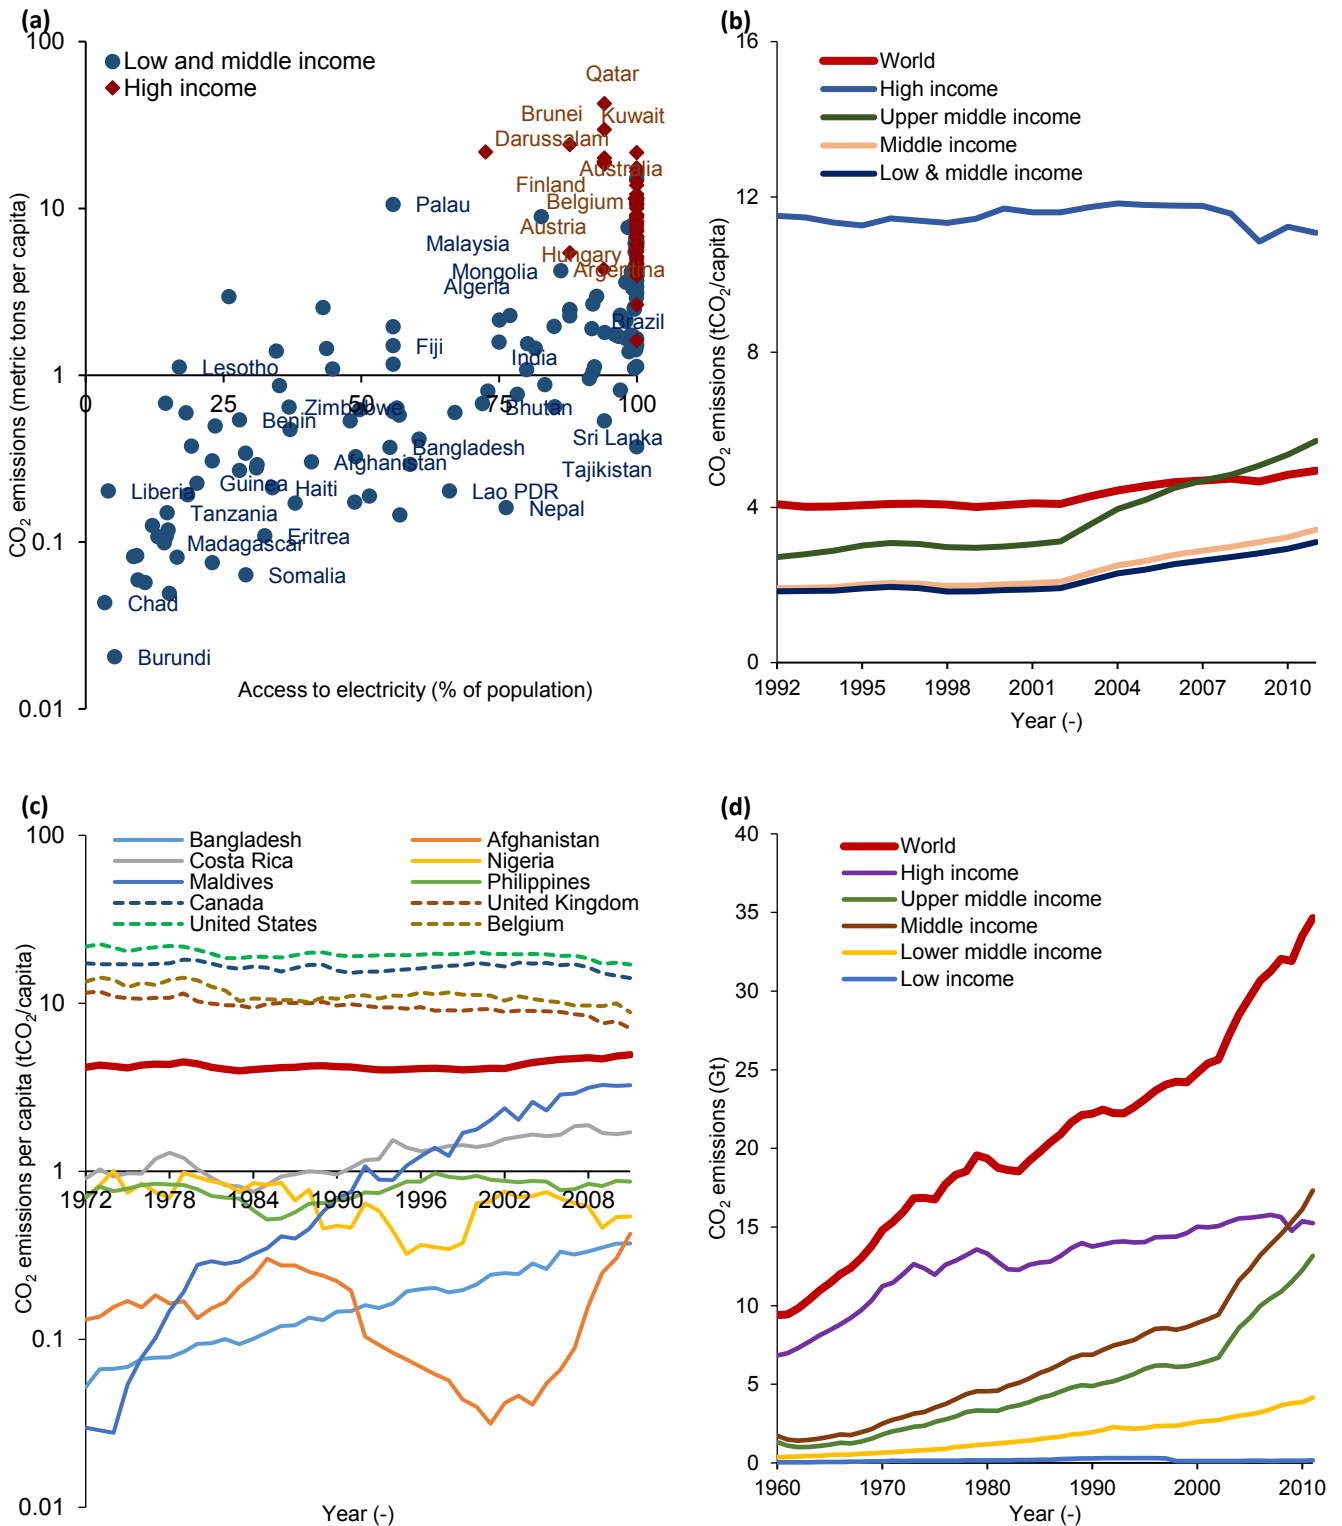 (a)
100
Low and middle income
High income
Qatar
Brunei
Kuwait
Darussalam
Australia
Finland
10
Palau
Belgium
Austria
Malaysia
Hungary
Mongolia
Argentina
Algeria
Brazil
Fiji
India
Lesotho
1
0
25
50
75
100
Zimbabwe
Bhutan
Benin
Sri Lanka
Bangladesh
Afghanistan
Tajikistan
Guinea
Haiti
Liberia
Lao PDR
Tanzania
Nepal
0.1
Madagascar
Eritrea
Somalia
Chad
Burundi
Access to electricity (% of population)
0.01
CO2 emissions (metric tons per capita)
(b)
16
World
High income
Upper middle income
Middle income
Low & middle income
12
8
4
0
1992 1995 1998 2001 2004 2007 2010
Year (-)
CO2 emissions (tCO2/capita)
(c)
100
Bangladesh
Afghanistan
Costa Rica
Nigeria
Maldives
Philippines
Canada
United Kingdom
United States
Belgium
10
1
1972 1978 1984 1990 1996 2002 2008
0.1
0.01
Year (-)
CO2 emissions per capita (tCO2/capita)
(d)
40
World
High income
Upper middle income
Middle income
Lower middle income
Low income
35
30
25
20
15
10
5
0
1960 1970 1980 1990 2000 2010
Year (-)
CO2 emissions (Gt)